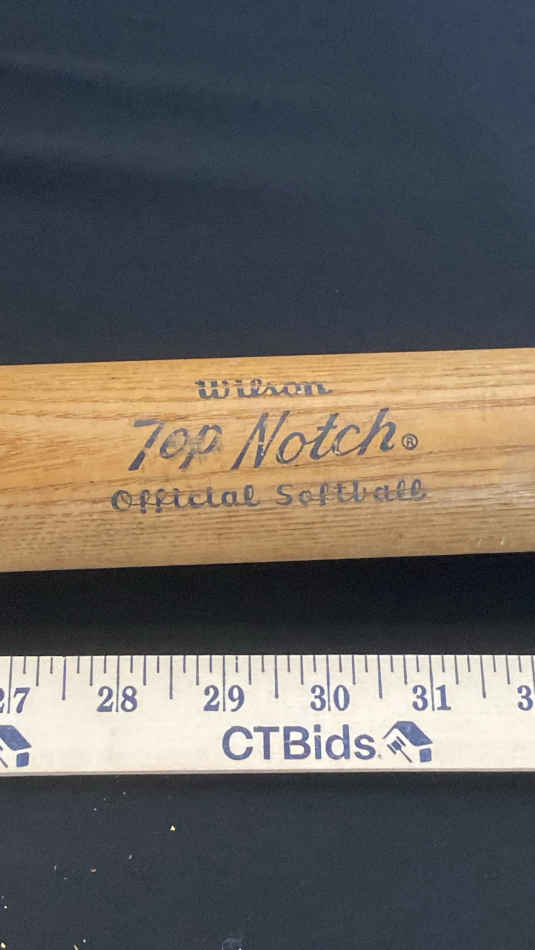 Wilson
Top Notch®
Official Softball
27 28 29 30 31 3
CTBids